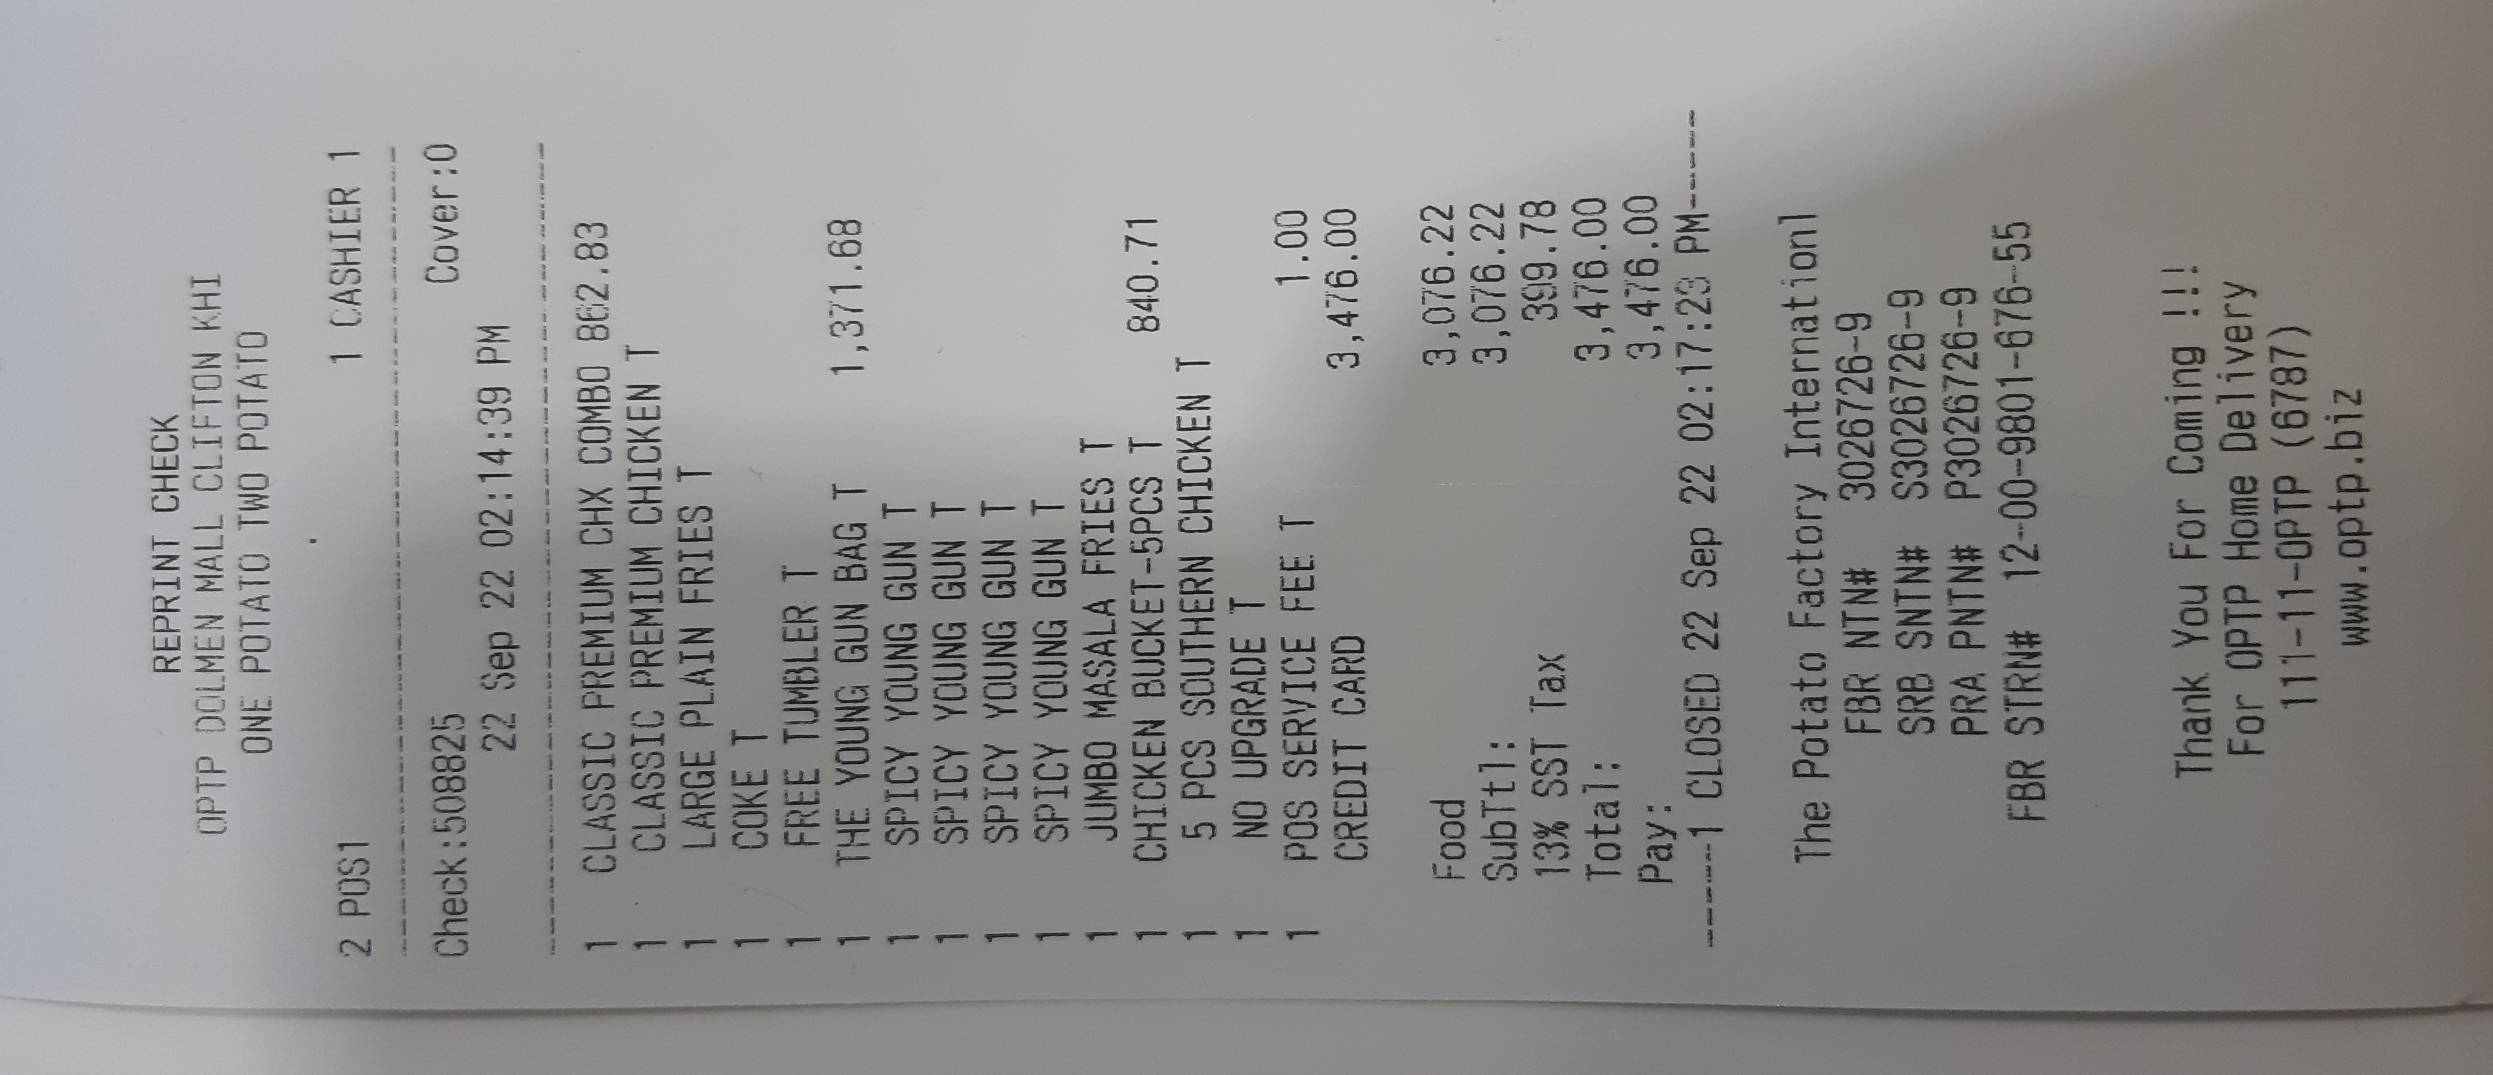 REPRINT CHECK
OPTP DOLMEN MALL CLIFTON KHI
ONE POTATO TWO POTATO
2 POS1 1 CASHIER 1
Check:508825 Cover:0
22 Sep 22 02:14:39 PM
1 CLASSIC PREMIUM CHX COMBO 862.83
1 CLASSIC PREMIUM CHICKEN T
1 LARGE PLAIN FRIES T
1 COKE T
1 FREE TUMBLER T
1 THE YOUNG GUN BAG T 1,371.68
1 SPICY YOUNG GUN T
1 SPICY YOUNG GUN T
1 SPICY YOUNG GUN T
1 SPICY YOUNG GUN T
1 JUMBO MASALA FRIES T
1 CHICKEN BUCKET-5PCS T 840.71
1 5 PCS SOUTHERN CHICKEN T
1 NO UPGRADE T
1 POS SERVICE FEE T 1.00
CREDIT CARD 3,476.00
Food 3,076.22
SubTtl: 3,076.22
13% SST Tax 399.78
Total: 3,476.00
Pay: 3,476.00
-----1 CLOSED 22 Sep 22 02:17:23 PM-----
The Potato Factory Internationl
FBR NTN# 3026726-9
SRB SNTN# S3026726-9
PRA PNTN# P3026726-9
FBR STRN# 12-00-9801-676-55
Thank You For Coming !!!
For OPTP Home Delivery
111-11-OPTP (6787)
www.optp.biz